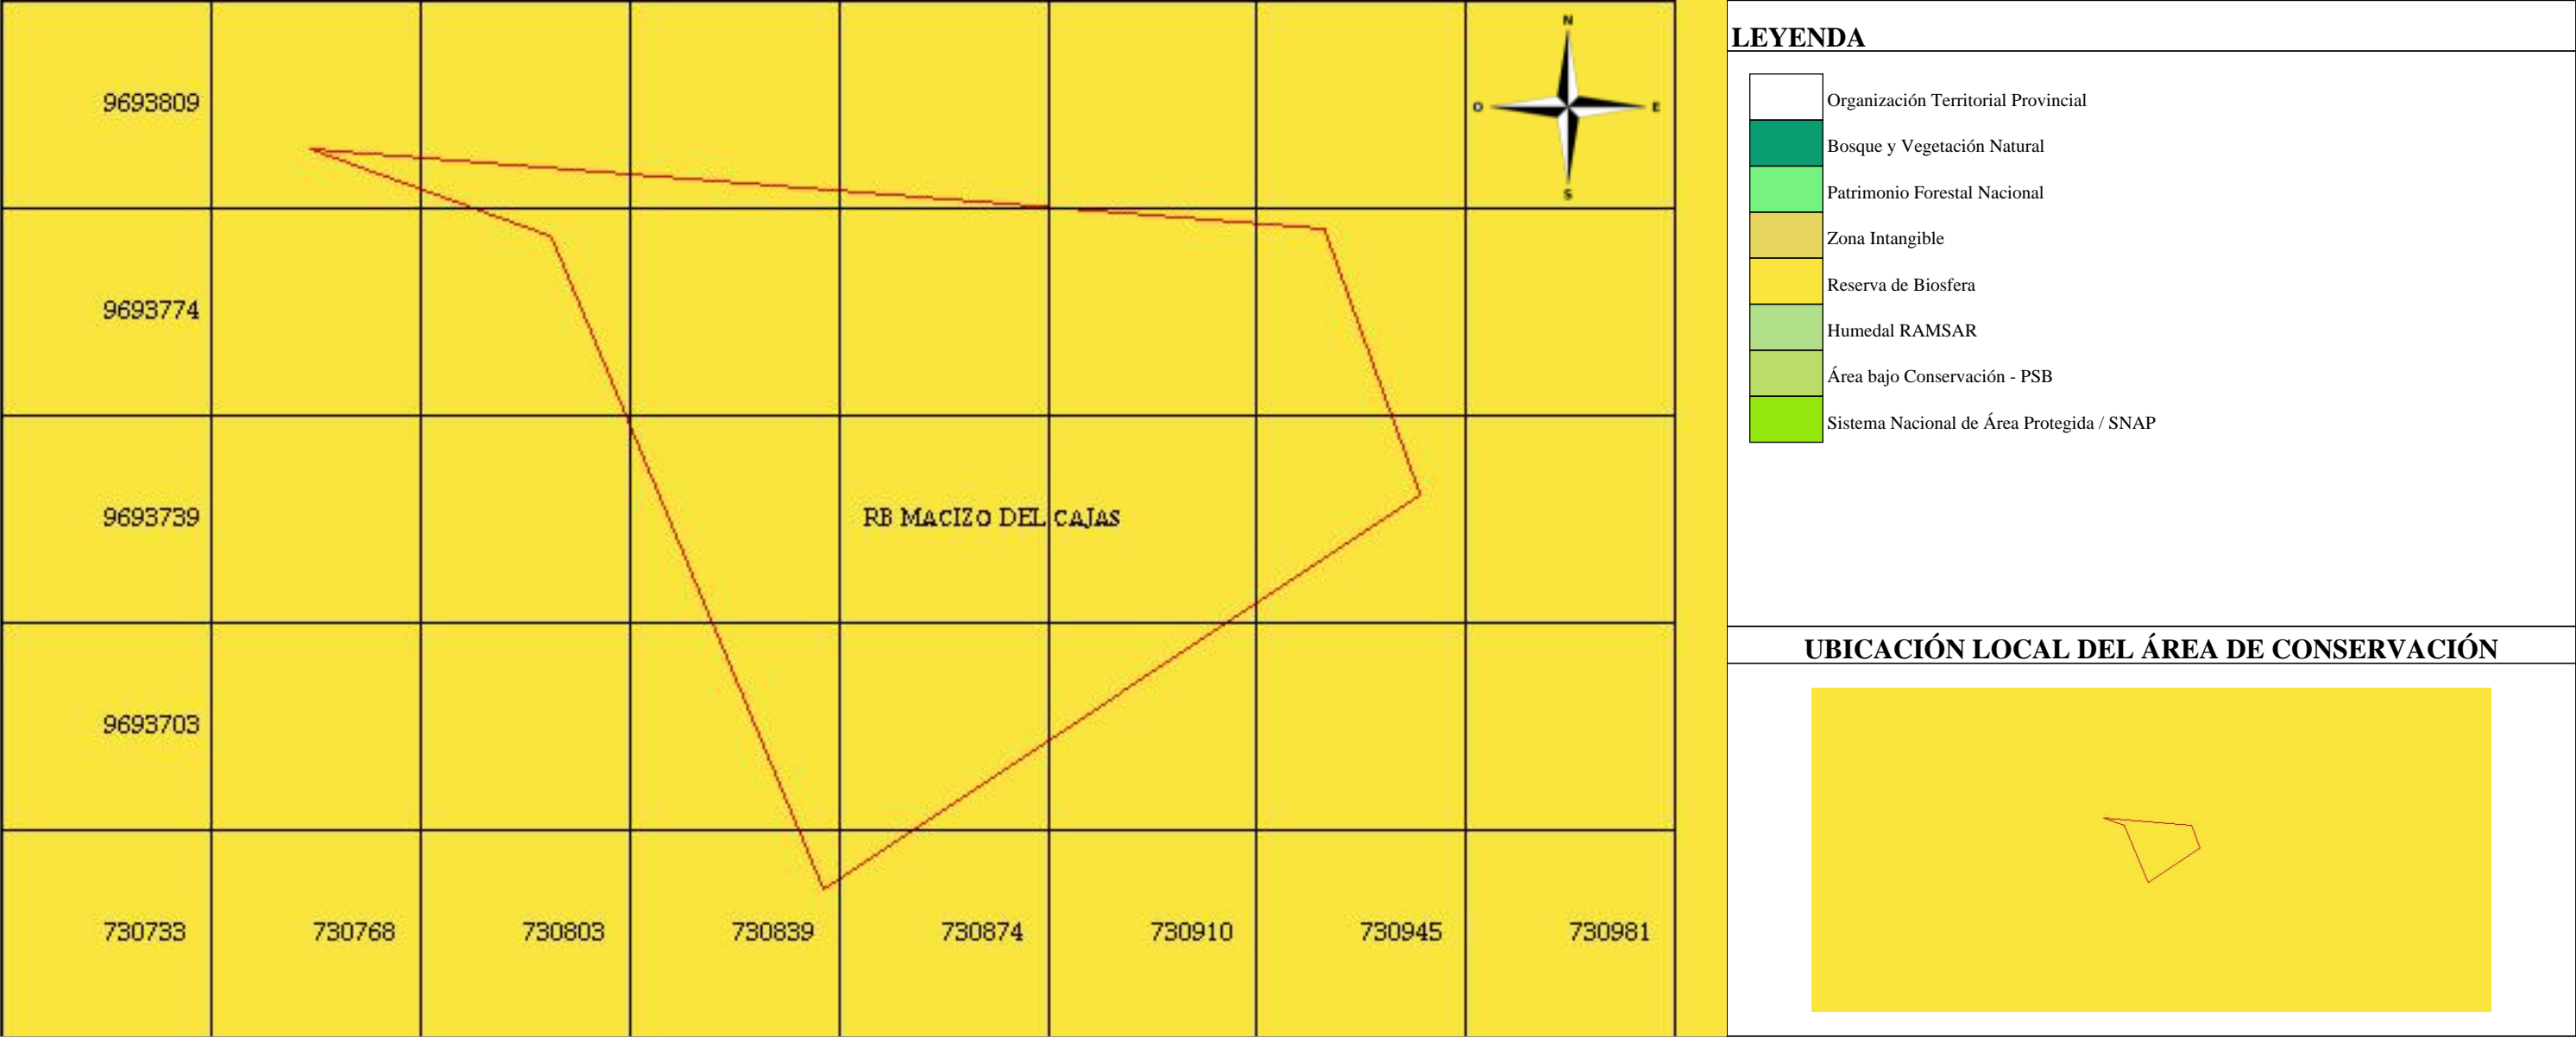 N
O
E
S
9693809
9693774
9693739
RB MACIZO DEL CAJAS
9693703
730733
730768
730803
730839
730874
730910
730945
730981
LEYENDA
Organización Territorial Provincial
Bosque y Vegetación Natural
Patrimonio Forestal Nacional
Zona Intangible
Reserva de Biosfera
Humedal RAMSAR
Área bajo Conservación - PSB
Sistema Nacional de Área Protegida / SNAP
UBICACIÓN LOCAL DEL ÁREA DE CONSERVACIÓN